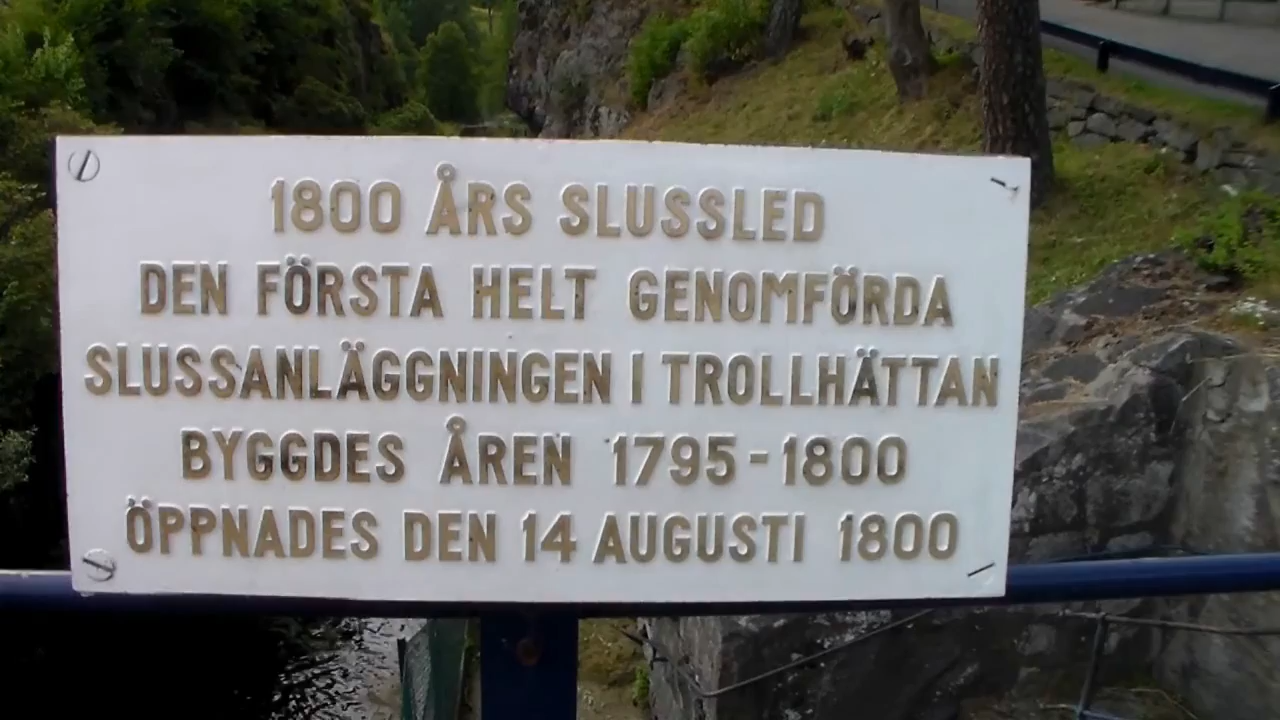 1800 ÅRS SLUSSLED
DEN FÖRSTA HELT GENOMFÖRDA
SLUSSANLÄGGNINGEN I TROLLHÄTTAN
BYGGDES ÅREN 1795-1800
ÖPPNADES DEN 14 AUGUSTI 1800